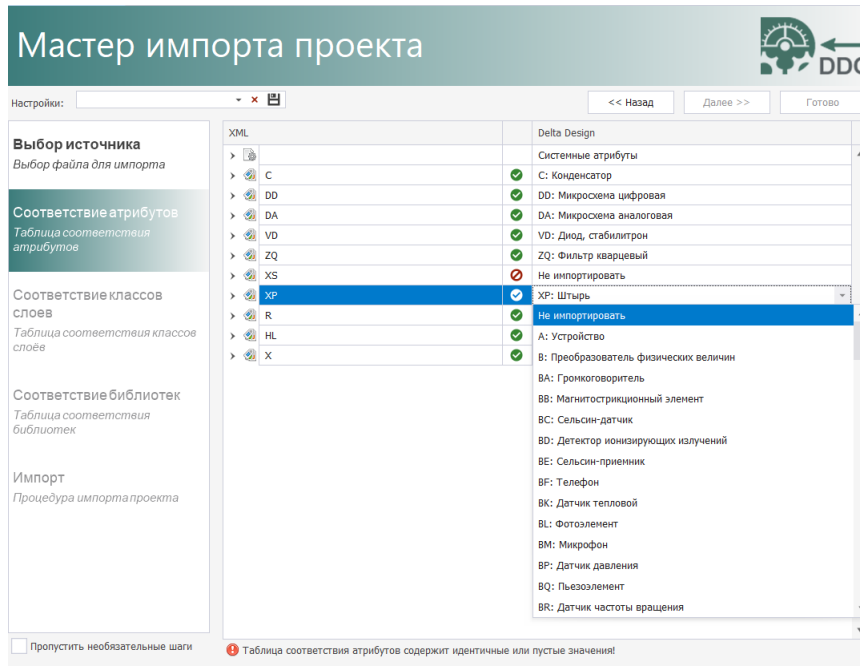 Мастер импорта проекта
DDC
Настройки:
<< Назад
Далее >>
Готово
Выбор источника
Выбор файла для импорта
Соответствие атрибутов
Таблица соответствия
атрибутов
Соответствие классов
слоев
Таблица соответствия классов
слоёв
Соответствие библиотек
Таблица соответствия
библиотек
Импорт
Процедура импорта проекта
Пропустить необязательные шаги
XML Delta Design
Системные атрибуты
C C: Конденсатор
DD DD: Микросхема цифровая
DA DA: Микросхема аналоговая
VD VD: Диод, стабилитрон
ZQ ZQ: Фильтр кварцевый
XS Не импортировать
XP XP: Штырь
R Не импортировать
HL A: Устройство
X B: Преобразователь физических величин
BA: Громкоговоритель
BB: Магнитострикционный элемент
BC: Сельсин-датчик
BD: Детектор ионизирующих излучений
BE: Сельсин-приемник
BF: Телефон
BK: Датчик тепловой
BL: Фотоэлемент
BM: Микрофон
BP: Датчик давления
BQ: Пьезоэлемент
BR: Датчик частоты вращения
Таблица соответствия атрибутов содержит идентичные или пустые значения!